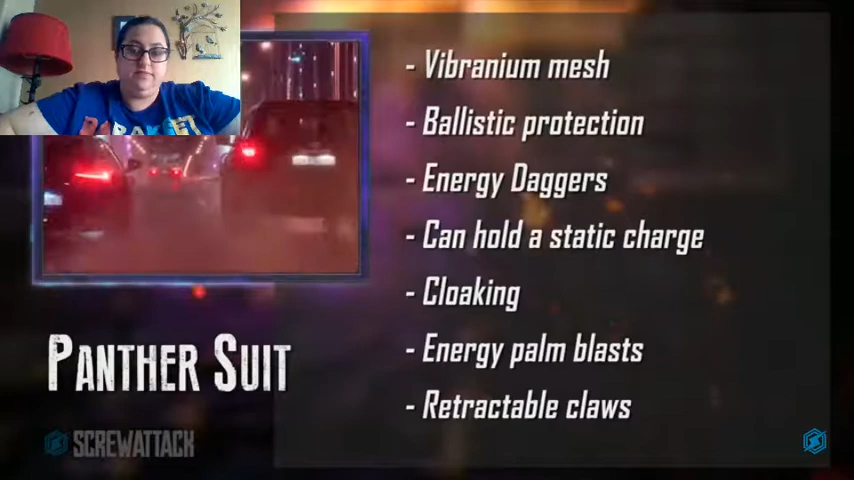 - Vibranium mesh
- Ballistic protection
- Energy Daggers
- Can hold a static charge
- Cloaking
- Energy palm blasts
- Retractable claws
PANTHER SUIT
SCREWATTACK